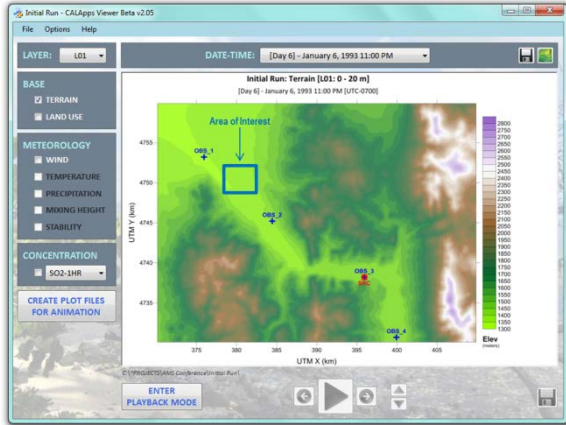 Initial Run - CALApps Viewer Beta v2.05
File Options Help
LAYER: L01
DATE-TIME: [Day 6] - January 6, 1993 11:00 PM
BASE
TERRAIN
LAND USE
METEOROLOGY
WIND
TEMPERATURE
PRECIPITATION
MIXING HEIGHT
STABILITY
CONCENTRATION
SO2-1HR
CREATE PLOT FILES
FOR ANIMATION
Initial Run: Terrain [L01: 0 - 20 m]
[Day 6] - January 6, 1993 11:00 PM [UTC-0700]
Area of Interest
OBS_1
OBS_2
OBS_3
SRC
OBS_4
UTM Y (km)
4755
4750
4745
4740
4735
375 380 385 390 395 400 405
UTM X (km)
2800
2750
2700
2650
2600
2550
2500
2450
2400
2350
2300
2250
2200
2150
2100
2050
2000
1950
1900
1850
1800
1750
1700
1650
1600
1550
1500
1450
1400
1350
1300
Elev
(meters)
C:\*PROJECTS\AMS Conference\Initial Run\
ENTER
PLAYBACK MODE